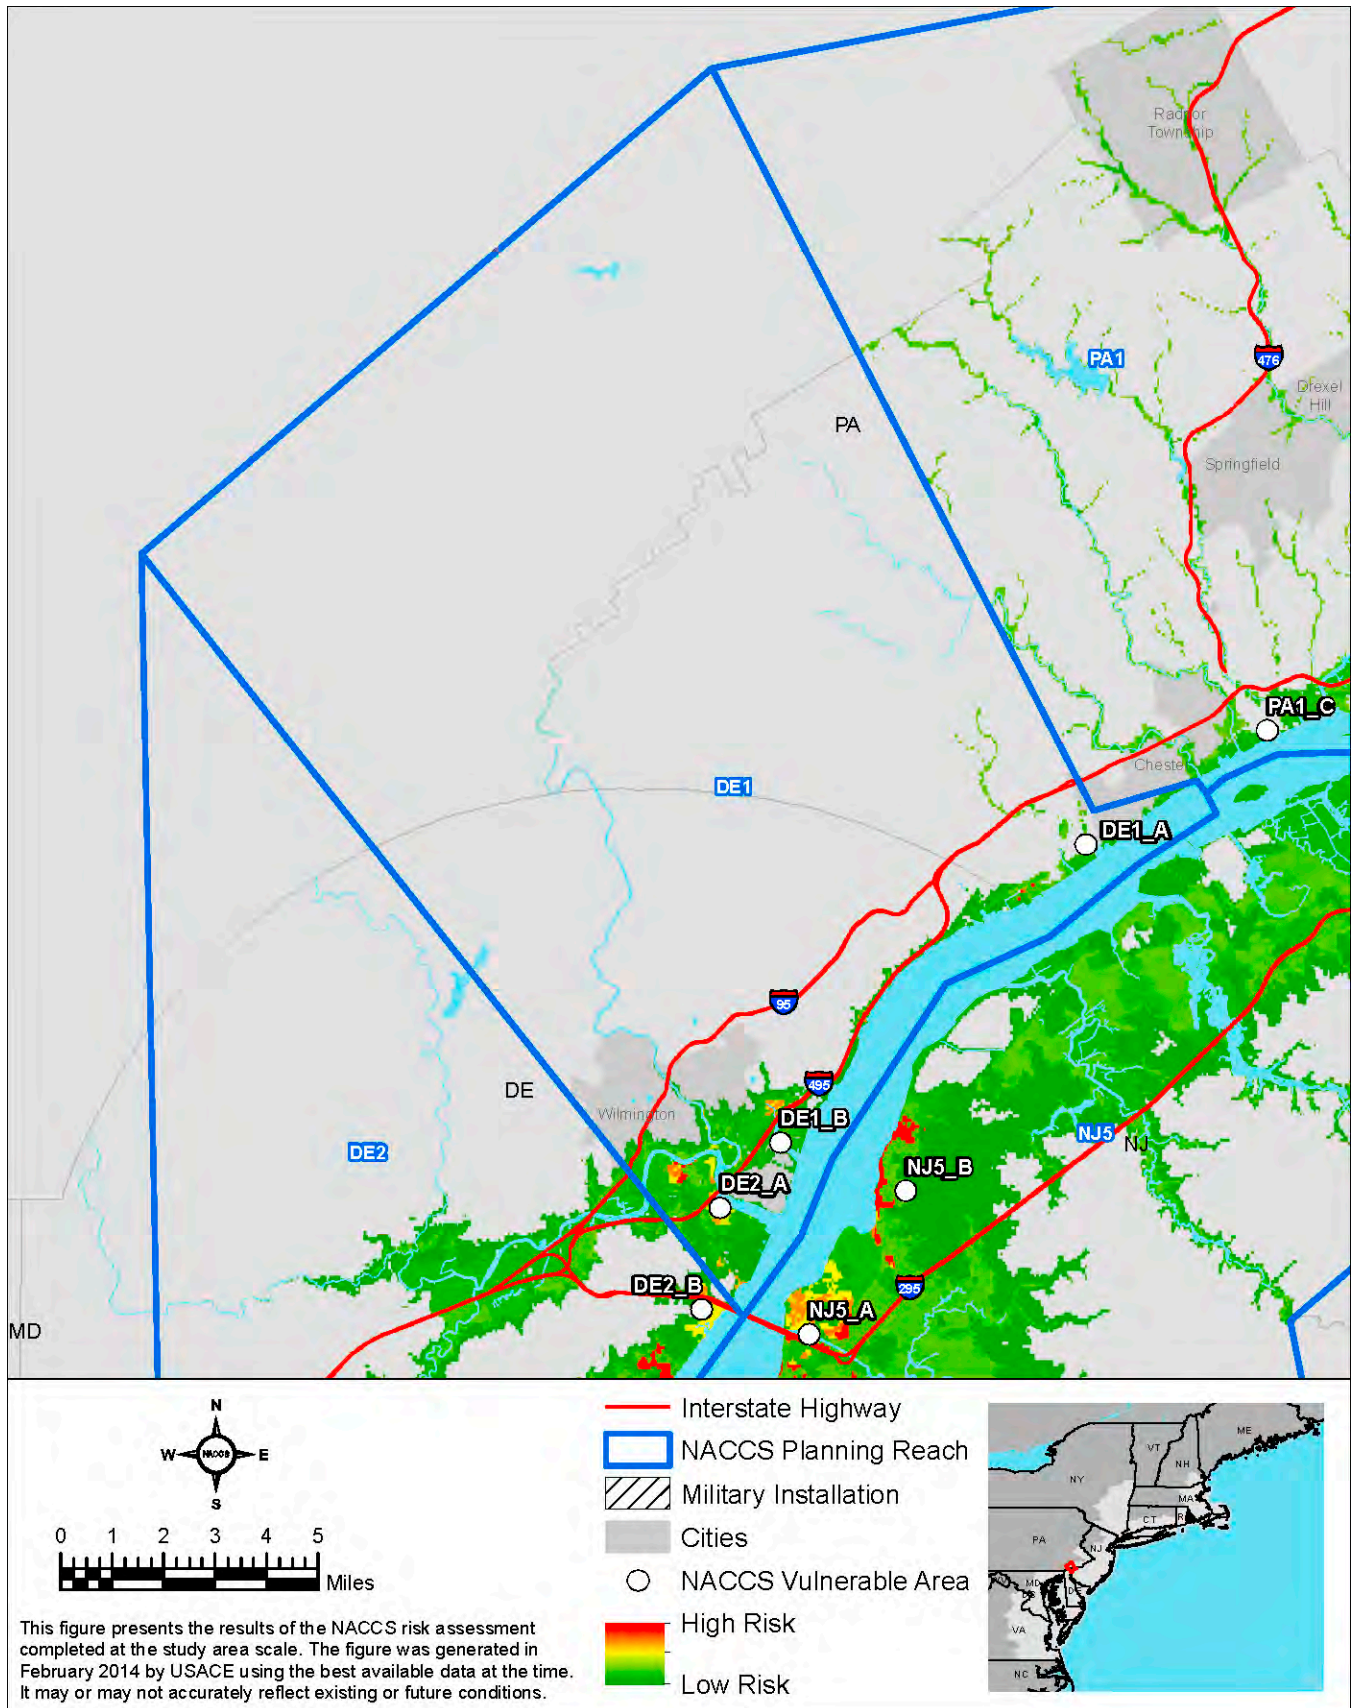 Radnor
Township
PA1
476
Drexel
Hill
PA
Springfield
PA1_C
Chester
DE1
DE1_A
95
495
DE
Wilmington
DE1_B
NJ5
NJ
DE2
NJ5_B
DE2_A
295
DE2_B
NJ5_A
MD
N
W
NACCS
E
S
0 1 2 3 4 5
Miles
This figure presents the results of the NACCS risk assessment
completed at the study area scale. The figure was generated in
February 2014 by USACE using the best available data at the time.
It may or may not accurately reflect existing or future conditions.
Interstate Highway
NACCS Planning Reach
Military Installation
Cities
NACCS Vulnerable Area
High Risk
Low Risk
ME
VT
NH
NY
MA
CT
PA
NJ
MD
DE
VA
NC